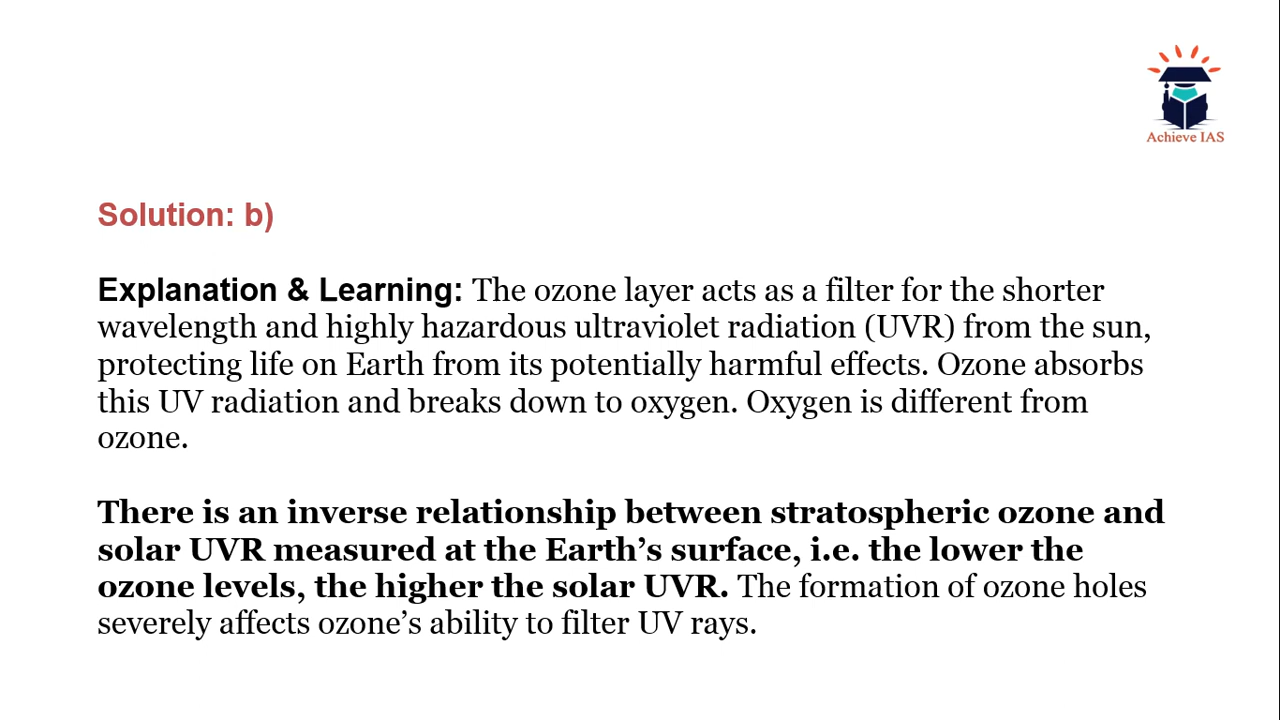 Achieve IAS
Solution: b)
Explanation & Learning: The ozone layer acts as a filter for the shorter
wavelength and highly hazardous ultraviolet radiation (UVR) from the sun,
protecting life on Earth from its potentially harmful effects. Ozone absorbs
this UV radiation and breaks down to oxygen. Oxygen is different from
ozone.
There is an inverse relationship between stratospheric ozone and
solar UVR measured at the Earth’s surface, i.e. the lower the
ozone levels, the higher the solar UVR. The formation of ozone holes
severely affects ozone’s ability to filter UV rays.